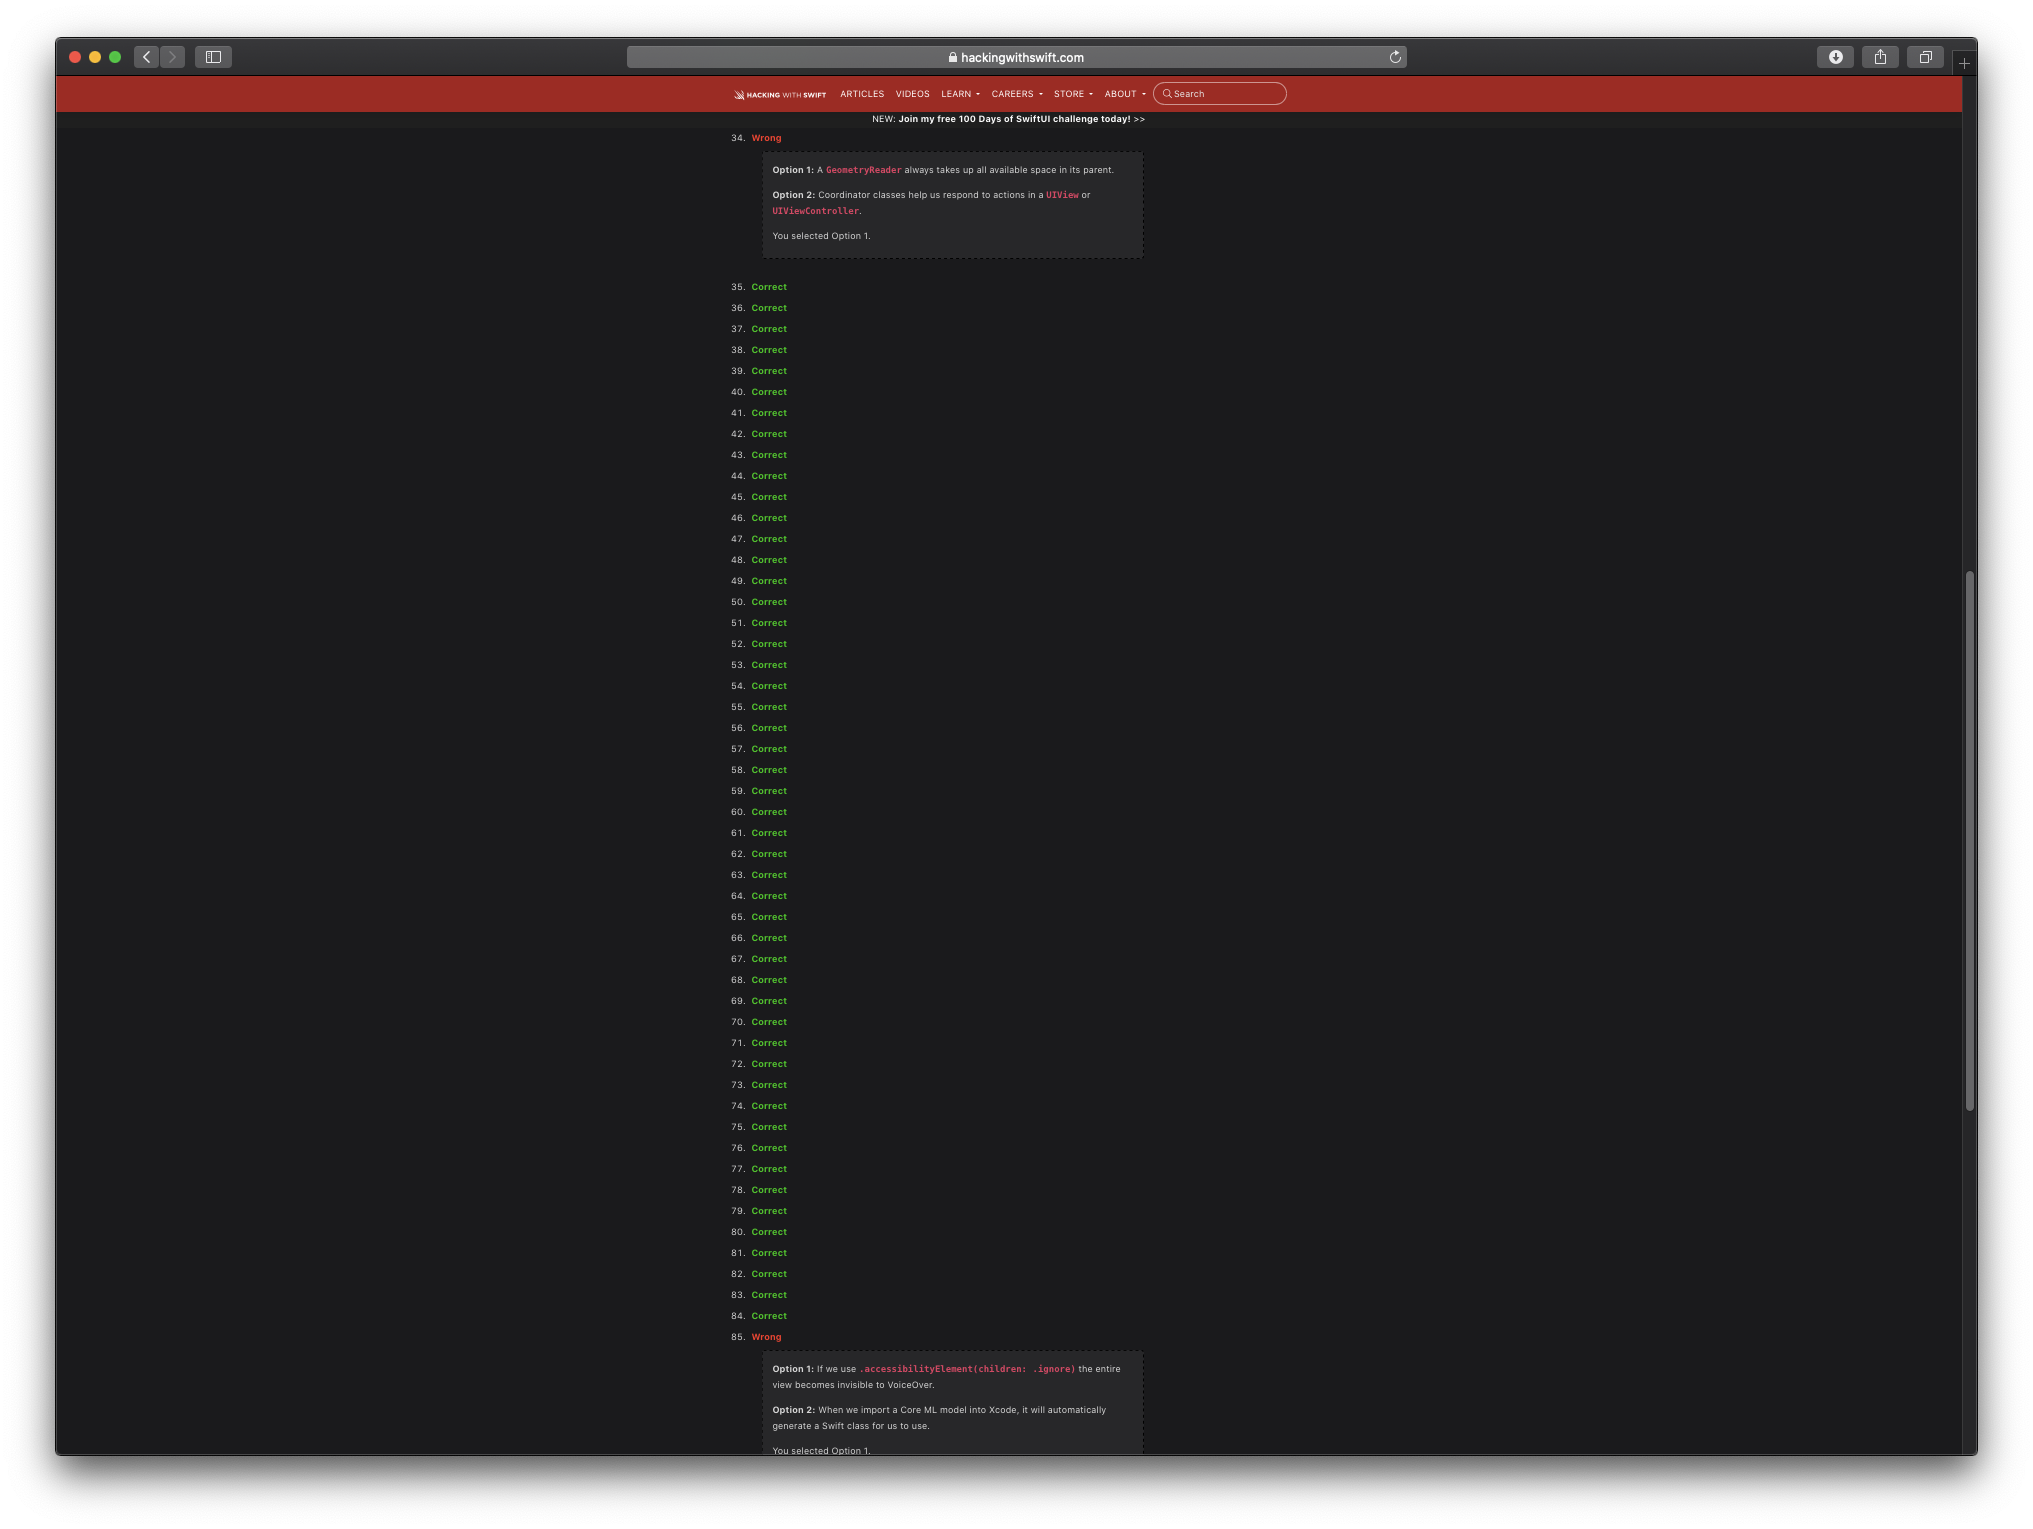 hackingwithswift.com
HACKING WITH SWIFT ARTICLES VIDEOS LEARN CAREERS STORE ABOUT Search
NEW: Join my free 100 Days of SwiftUI challenge today! >>
34. Wrong
Option 1: A GeometryReader always takes up all available space in its parent.
Option 2: Coordinator classes help us respond to actions in a UIView or
UIViewController.
You selected Option 1.
35. Correct
36. Correct
37. Correct
38. Correct
39. Correct
40. Correct
41. Correct
42. Correct
43. Correct
44. Correct
45. Correct
46. Correct
47. Correct
48. Correct
49. Correct
50. Correct
51. Correct
52. Correct
53. Correct
54. Correct
55. Correct
56. Correct
57. Correct
58. Correct
59. Correct
60. Correct
61. Correct
62. Correct
63. Correct
64. Correct
65. Correct
66. Correct
67. Correct
68. Correct
69. Correct
70. Correct
71. Correct
72. Correct
73. Correct
74. Correct
75. Correct
76. Correct
77. Correct
78. Correct
79. Correct
80. Correct
81. Correct
82. Correct
83. Correct
84. Correct
85. Wrong
Option 1: If we use .accessibilityElement(children: .ignore) the entire
view becomes invisible to VoiceOver.
Option 2: When we import a Core ML model into Xcode, it will automatically
generate a Swift class for us to use.
You selected Option 1.